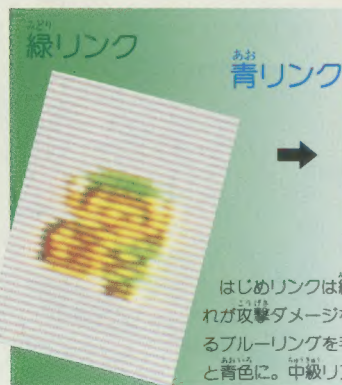 緑リンク
青リンク
はじめリンクは
れが攻撃ダメージ
るブルーリングを
と青色に。中級リ